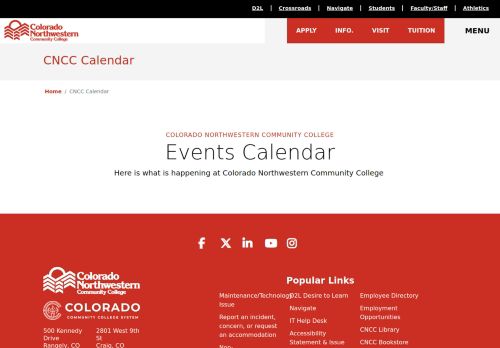 D2L | Crossroads | Navigate | Students | Faculty/Staff | Athletics
Colorado
Northwestern
Community College
APPLY INFO. VISIT TUITION MENU
CNCC Calendar
Home / CNCC Calendar
COLORADO NORTHWESTERN COMMUNITY COLLEGE
Events Calendar
Here is what is happening at Colorado Northwestern Community College
Colorado
Northwestern
Community College
COLORADO
COMMUNITY COLLEGE SYSTEM
500 Kennedy
Drive
Rangely, CO
2801 West 9th
St
Craig, CO
Maintenance/Technology
Issue
Report an incident,
concern, or request
an accommodation
Non-
Popular Links
D2L Desire to Learn
Navigate
IT Help Desk
Accessibility
Statement & Issue
Employee Directory
Employment
Opportunities
CNCC Library
CNCC Bookstore